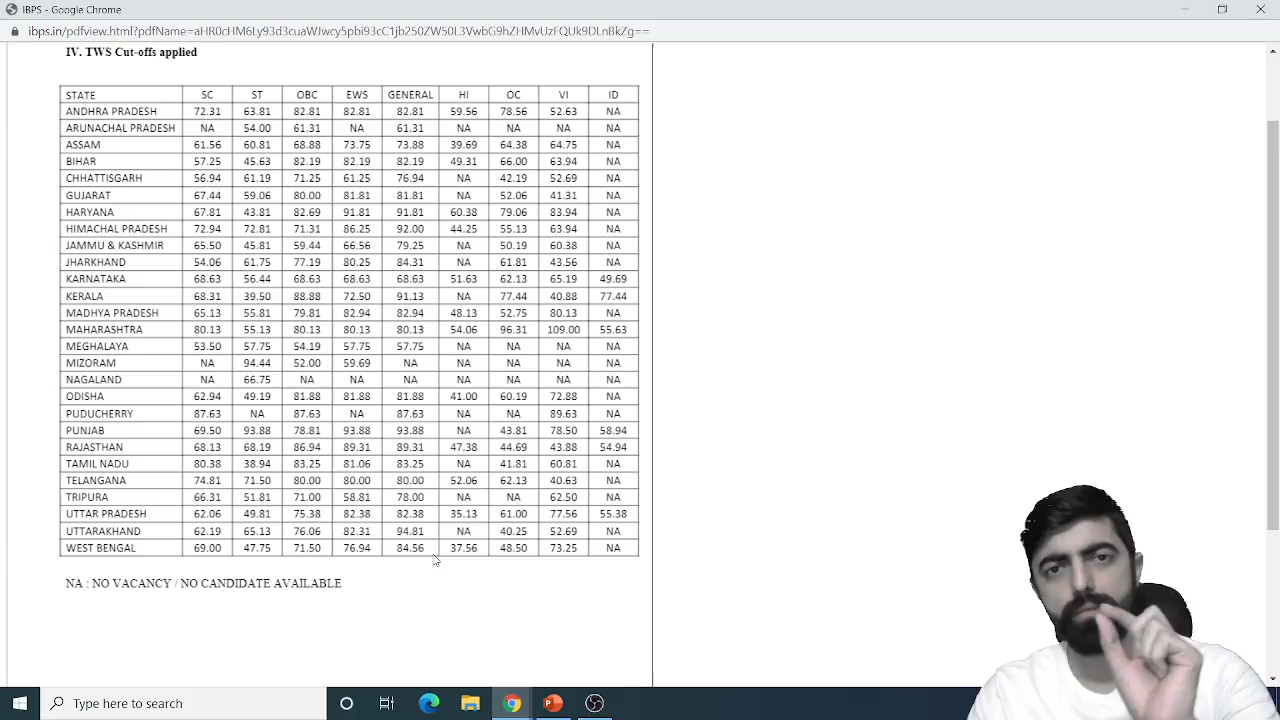 IBPS - Google Chrome
ibps.in/pdfview.html?pdfName=aHR0cHM6Ly93d3cuaWJwcy5pbi93cC1jb250ZW50L3VwbG9hZHMvUzFQUk9DLnBkZg==
IV. TWS Cut-offs applied
STATE SC ST OBC EWS GENERAL HI OC VI ID
ANDHRA PRADESH 72.31 63.81 82.81 82.81 82.81 59.56 78.56 52.63 NA
ARUNACHAL PRADESH NA 54.00 61.31 NA 61.31 NA NA NA NA
ASSAM 61.56 60.81 68.88 73.75 73.88 39.69 64.38 64.75 NA
BIHAR 57.25 45.63 82.19 82.19 82.19 49.31 66.00 63.94 NA
CHHATTISGARH 56.94 61.19 71.25 61.25 76.94 NA 42.19 52.69 NA
GUJARAT 67.44 59.06 80.00 81.81 81.81 NA 52.06 41.31 NA
HARYANA 67.81 43.81 82.69 91.81 91.81 60.38 79.06 83.94 NA
HIMACHAL PRADESH 72.94 72.81 71.31 86.25 92.00 44.25 55.13 63.94 NA
JAMMU & KASHMIR 65.50 45.81 59.44 66.56 79.25 NA 50.19 60.38 NA
JHARKHAND 54.06 61.75 77.19 80.25 84.31 NA 61.81 43.56 NA
KARNATAKA 68.63 56.44 68.63 68.63 68.63 51.63 62.13 65.19 49.69
KERALA 68.31 39.50 88.88 72.50 91.13 NA 77.44 40.88 77.44
MADHYA PRADESH 65.13 55.81 79.81 82.94 82.94 48.13 52.75 80.13 NA
MAHARASHTRA 80.13 55.13 80.13 80.13 80.13 54.06 96.31 109.00 55.63
MEGHALAYA 53.50 57.75 54.19 57.75 57.75 NA NA NA NA
MIZORAM NA 94.44 52.00 59.69 NA NA NA NA NA
NAGALAND NA 66.75 NA NA NA NA NA NA NA
ODISHA 62.94 49.19 81.88 81.88 81.88 41.00 60.19 72.88 NA
PUDUCHERRY 87.63 NA 87.63 NA 87.63 NA NA 89.63 NA
PUNJAB 69.50 93.88 78.81 93.88 93.88 NA 43.81 78.50 58.94
RAJASTHAN 68.13 68.19 86.94 89.31 89.31 47.38 44.69 43.88 54.94
TAMIL NADU 80.38 38.94 83.25 81.06 83.25 NA 41.81 60.81 NA
TELANGANA 74.81 71.50 80.00 80.00 80.00 52.06 62.13 40.63 NA
TRIPURA 66.31 51.81 71.00 58.81 78.00 NA NA 62.50 NA
UTTAR PRADESH 62.06 49.81 75.38 82.38 82.38 35.13 61.00 77.56 55.38
UTTARAKHAND 62.19 65.13 76.06 82.31 94.81 NA 40.25 52.69 NA
WEST BENGAL 69.00 47.75 71.50 76.94 84.56 37.56 48.50 73.25 NA
NA : NO VACANCY / NO CANDIDATE AVAILABLE
Type here to search